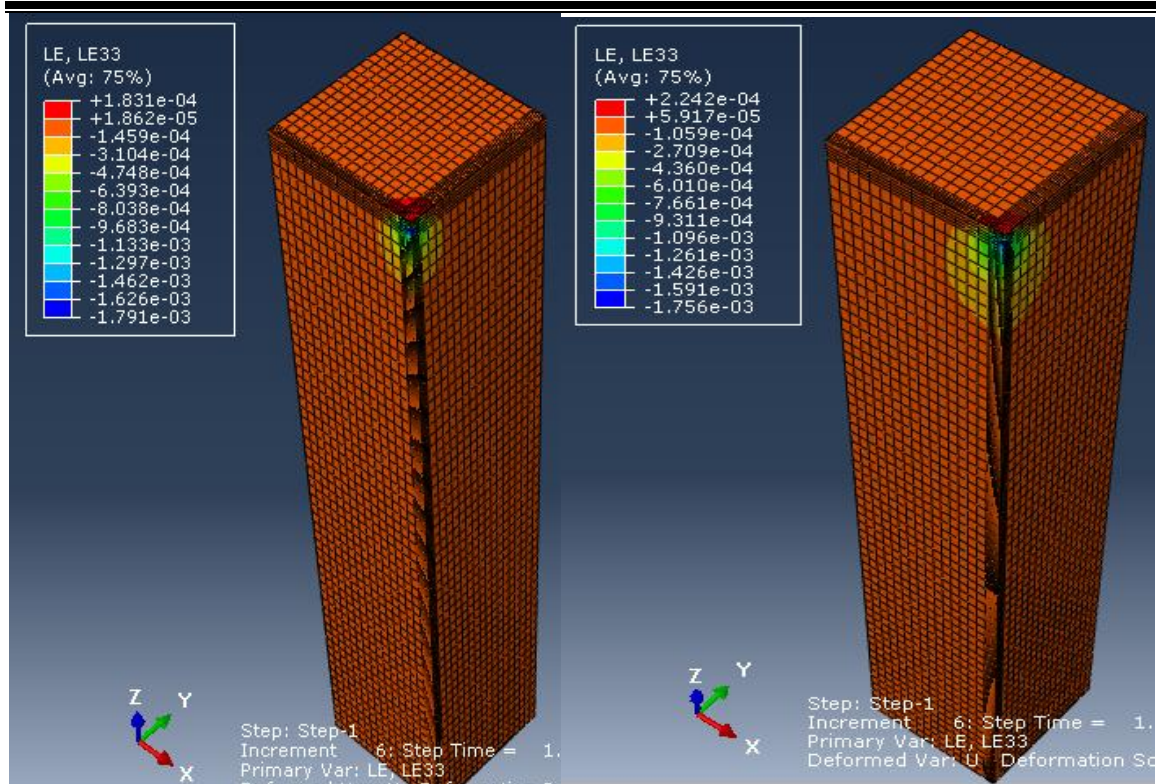 LE, LE33
(Avg: 75%)
+1.831e-04
+1.862e-05
-1.459e-04
-3.104e-04
-4.748e-04
-6.393e-04
-8.038e-04
-9.683e-04
-1.133e-03
-1.297e-03
-1.462e-03
-1.626e-03
-1.791e-03
Z
Y
X
Step: Step-1
Increment 6: Step Time = 1.
Primary Var: LE, LE33
LE, LE33
(Avg: 75%)
+2.242e-04
+5.917e-05
-1.059e-04
-2.709e-04
-4.360e-04
-6.010e-04
-7.661e-04
-9.311e-04
-1.096e-03
-1.261e-03
-1.426e-03
-1.591e-03
-1.756e-03
Z
Y
X
Step: Step-1
Increment 6: Step Time = 1.
Primary Var: LE, LE33
Deformed Var: U Deformation Sc